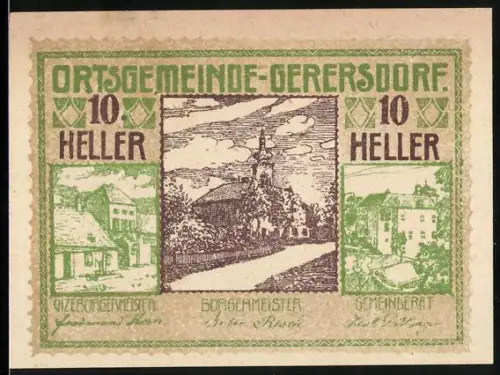 ORTSGEMEINDE-GERERSDORF.
10. HELLER
10 HELLER
VIZEBÜRGERMEISTER
BÜRGERMEISTER
GEMEINDERAT